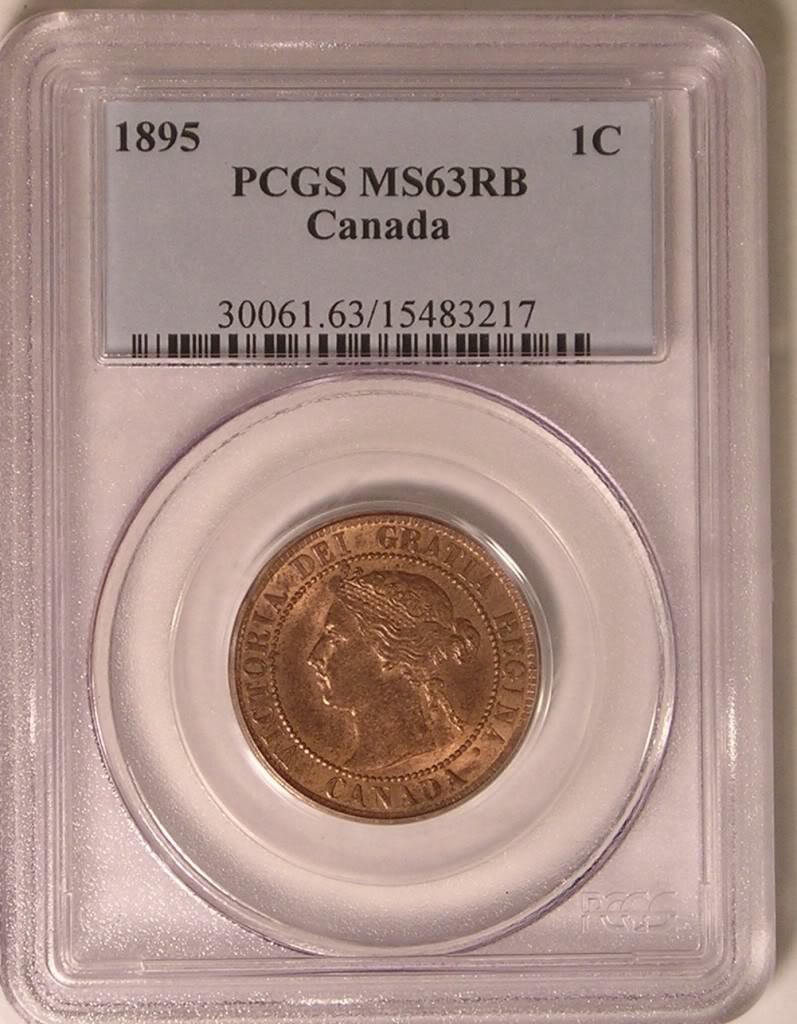 1895 1C
PCGS MS63RB
Canada
30061.63/15483217
VICTORIA DEI GRATIA REGINA
CANADA
PCGS